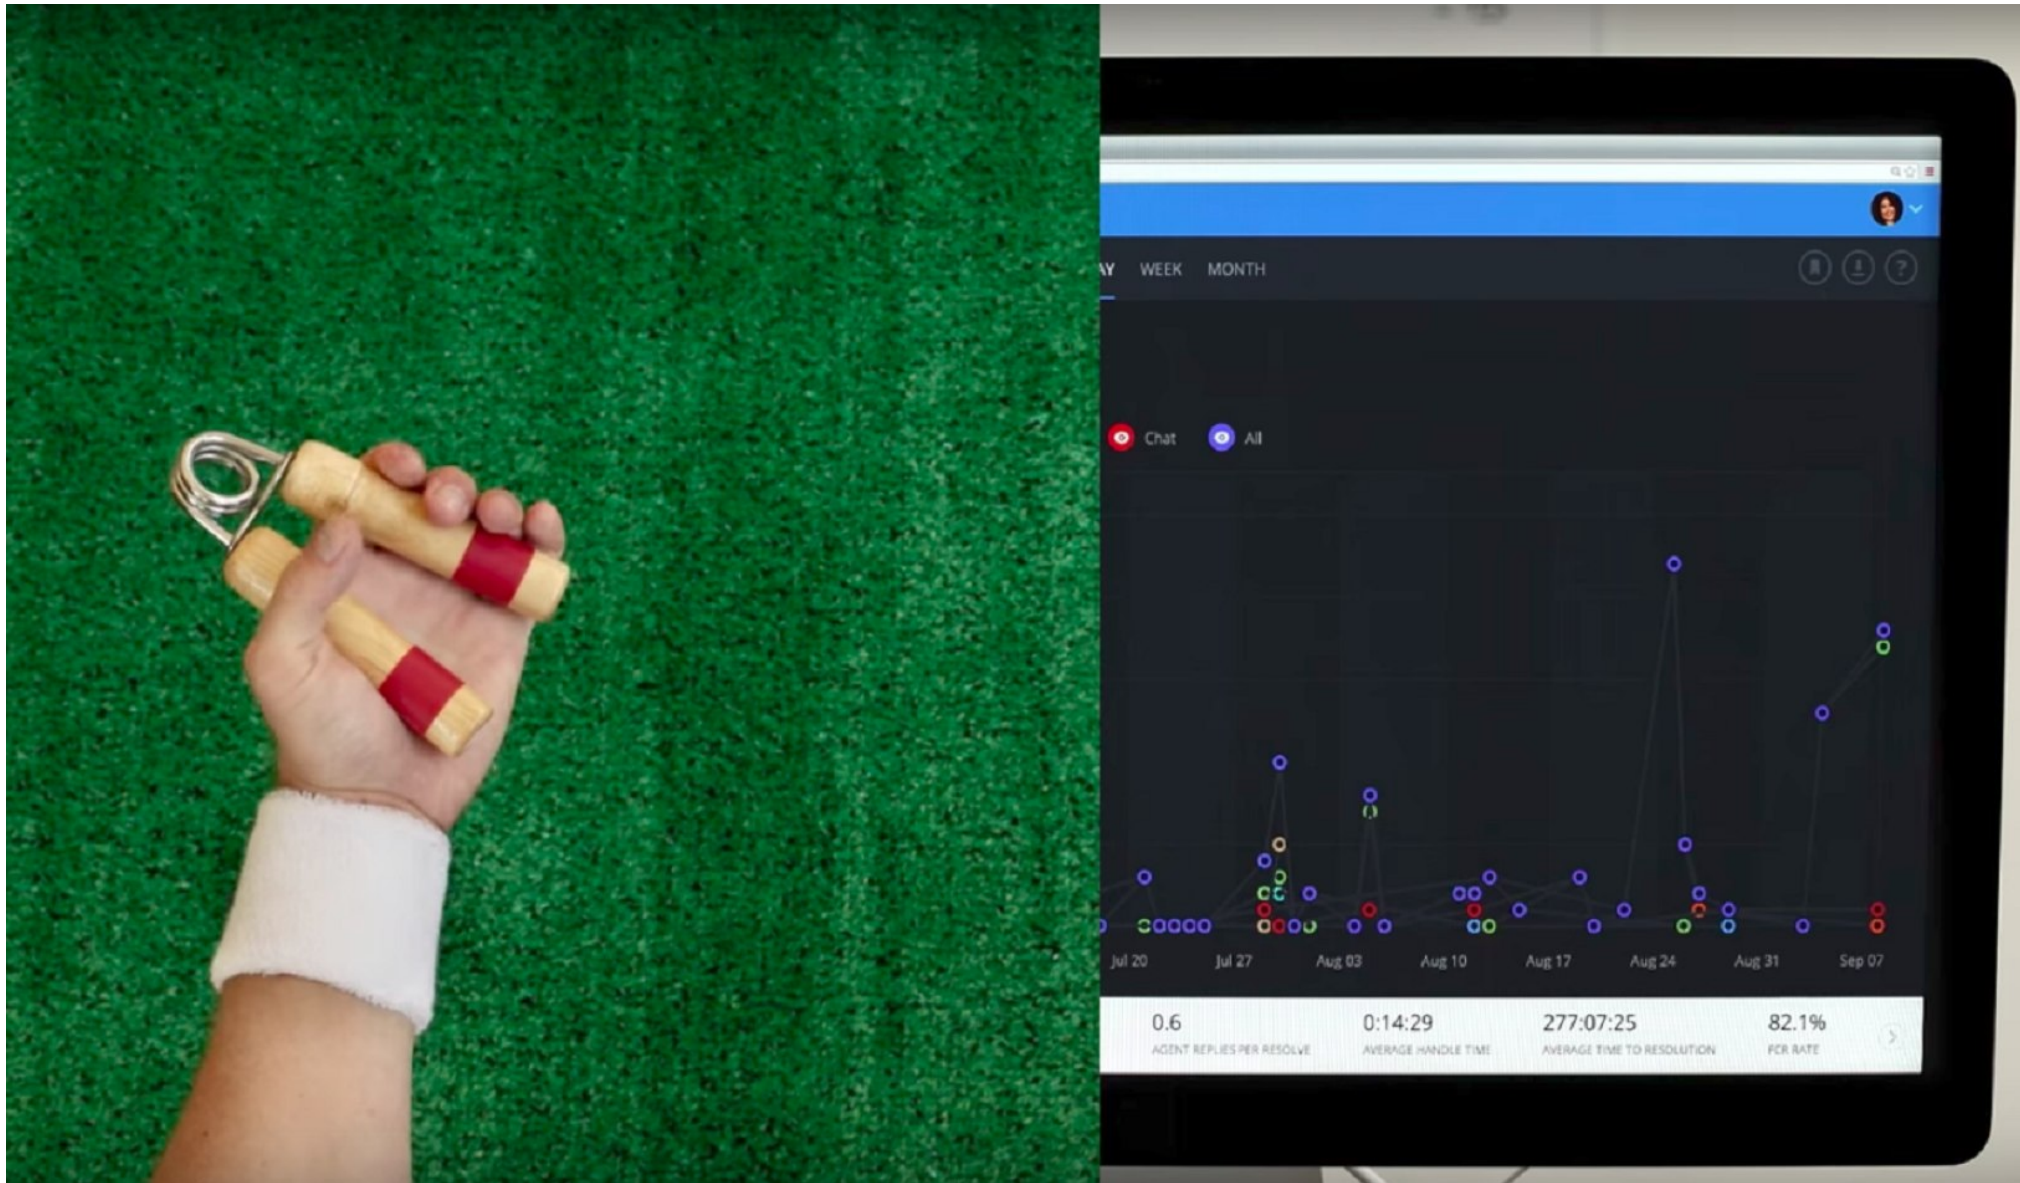 AY WEEK MONTH
Chat All
Jul 20 Jul 27 Aug 03 Aug 10 Aug 17 Aug 24 Aug 31 Sep 07
0.6 0:14:29 277:07:25 82.1%
AGENT REPLIES PER RESOLVE AVERAGE HANDLE TIME AVERAGE TIME TO RESOLUTION FCR RATE